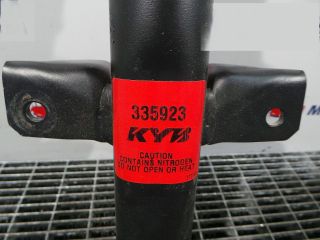 335923
KYB
CAUTION
CONTAINS NITROGEN
DO NOT OPEN OR HEAT